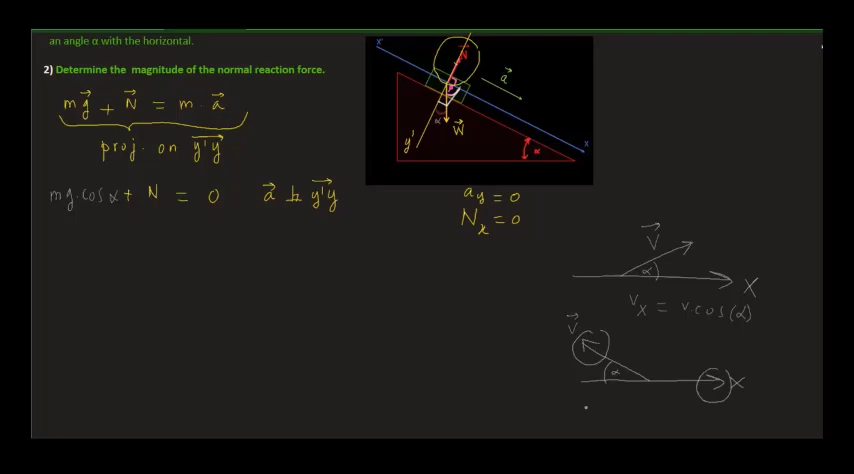 an angle α with the horizontal.
2) Determine the magnitude of the normal reaction force.
mg⃗ + N⃗ = m . a⃗
proj. on y'y⃗
mg.cosα + N = 0 a⃗ ⊥ y'y⃗
x'
N⃗
a⃗
α
W⃗
y'
α
x
a_y = 0
N_x = 0
V⃗
α
X
V_X = V.cos(α)
V⃗
α
X